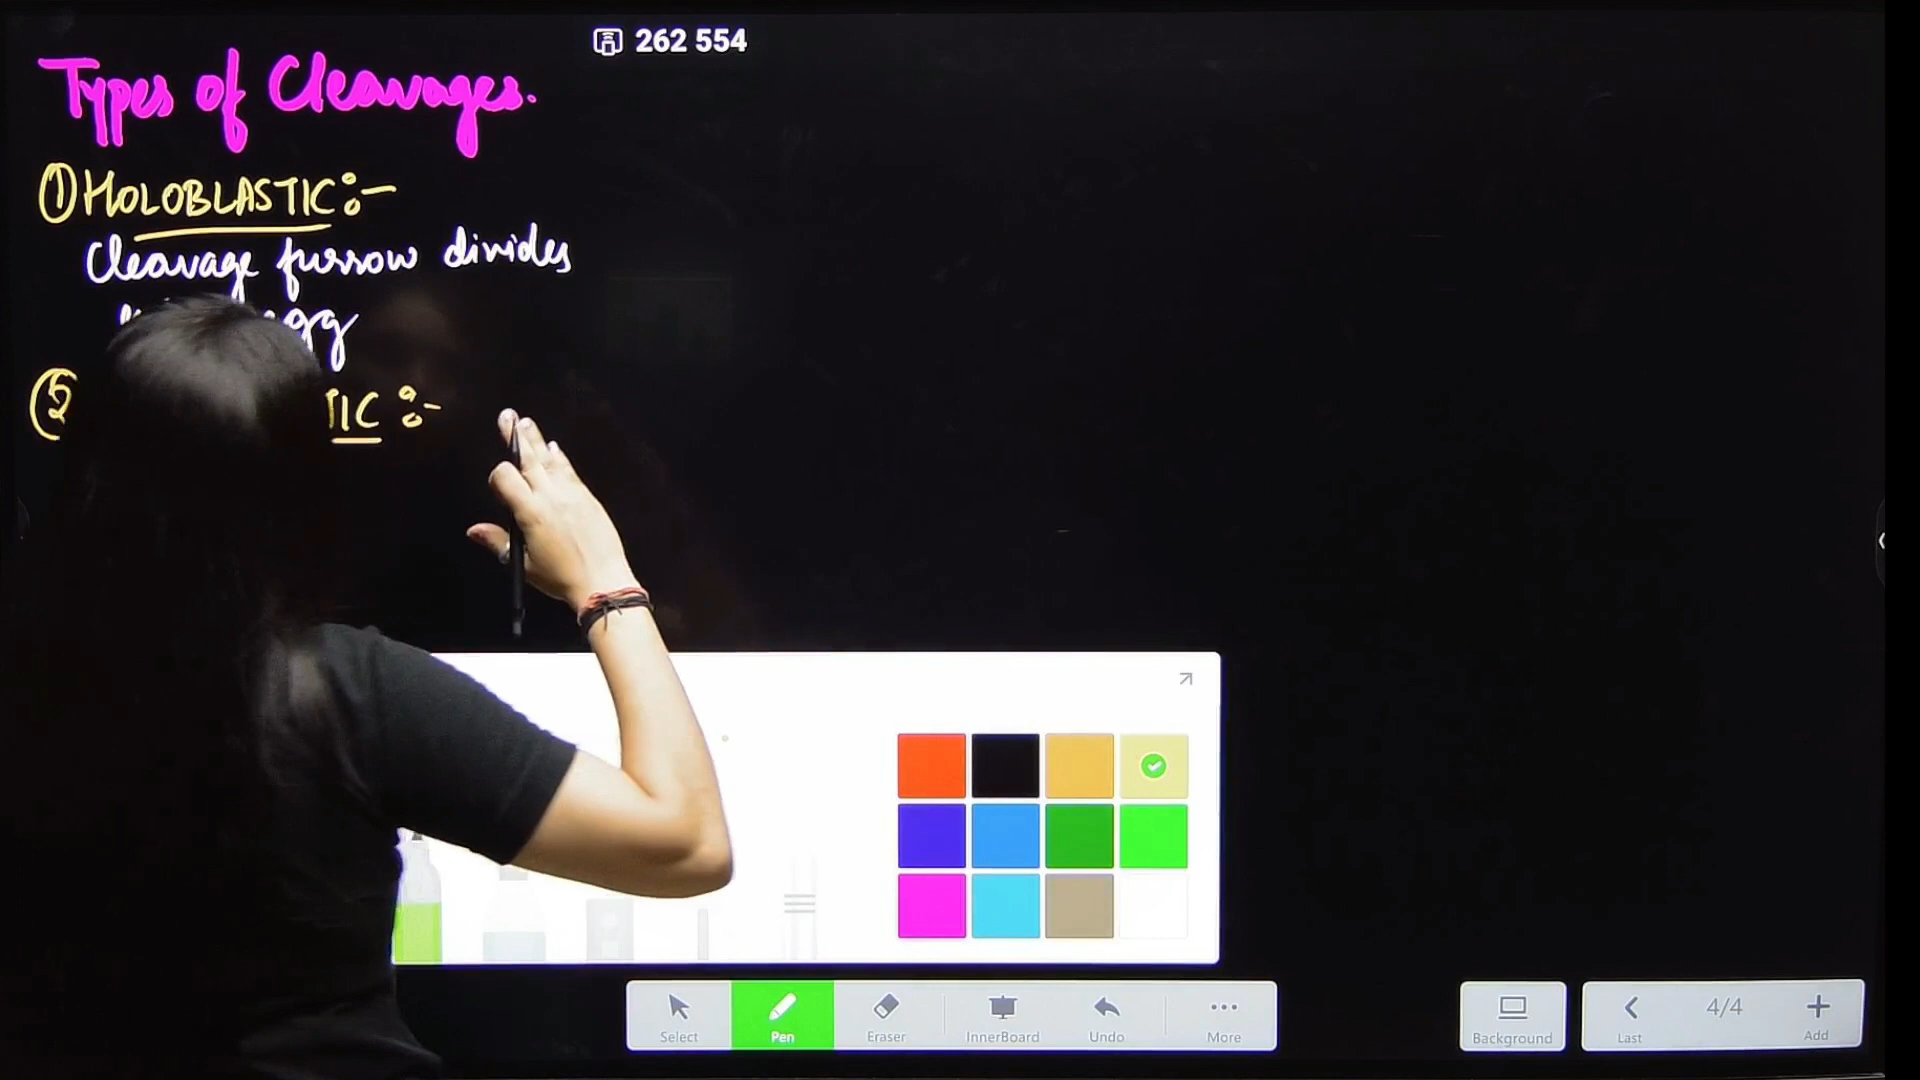 262 554
Types of Cleavages.
① HOLOBLASTIC :-
Cleavage furrow divides
egg
② TIC :-
Select
Pen
Eraser
InnerBoard
Undo
More
Background
Last
4/4
Add